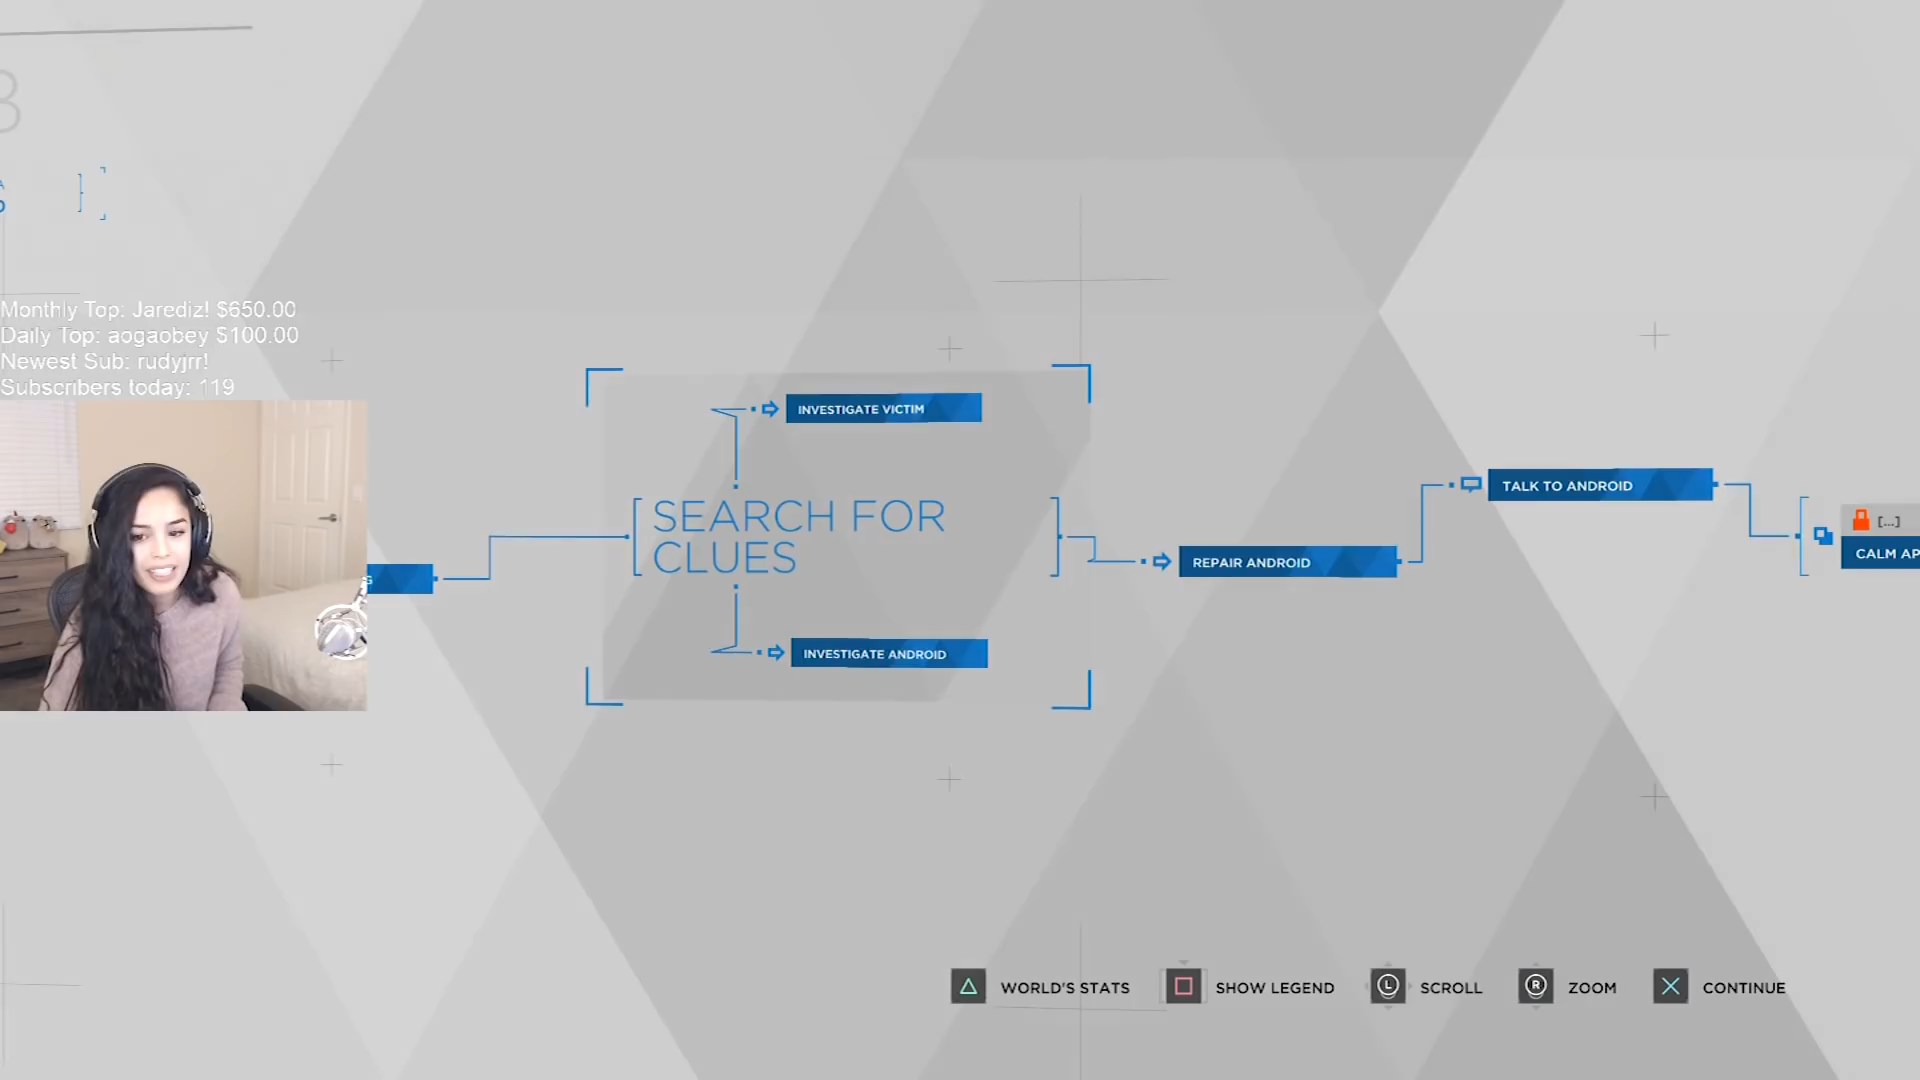 Monthly Top: Jarediz! $650.00
Daily Top: aogaobey $100.00
Newest Sub: rudyjrr!
Subscribers today: 119
INVESTIGATE VICTIM
SEARCH FOR
CLUES
INVESTIGATE ANDROID
REPAIR ANDROID
TALK TO ANDROID
[...]
CALM AP
WORLD'S STATS
SHOW LEGEND
L
SCROLL
R
ZOOM
CONTINUE